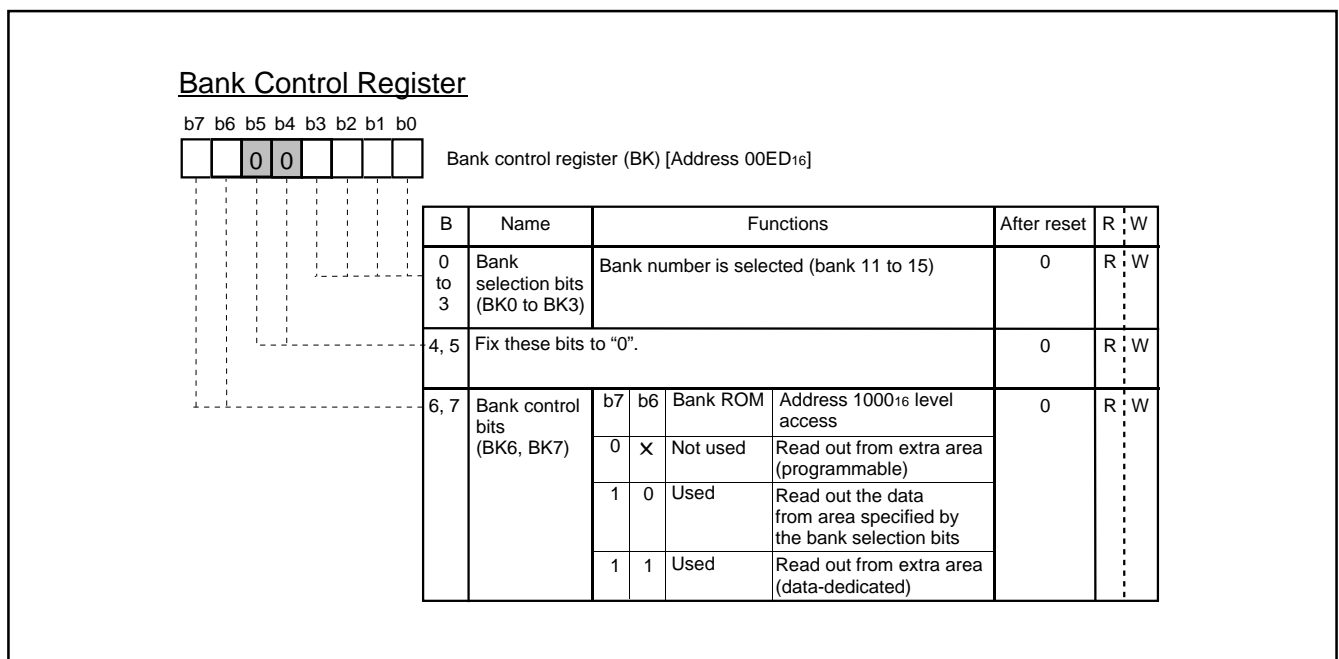 Bank Control Register
b7 b6 b5 b4 b3 b2 b1 b0
0 0
Bank control register (BK) [Address 00ED16]
B Name Functions After reset R W
0 to 3
Bank selection bits (BK0 to BK3)
Bank number is selected (bank 11 to 15)
0 R W
4, 5 Fix these bits to “0”. 0 R W
6, 7
Bank control bits (BK6, BK7)
b7 b6 Bank ROM Address 100016 level access
0 R W
0 × Not used Read out from extra area (programmable)
1 0 Used Read out the data from area specified by the bank selection bits
1 1 Used Read out from extra area (data-dedicated)